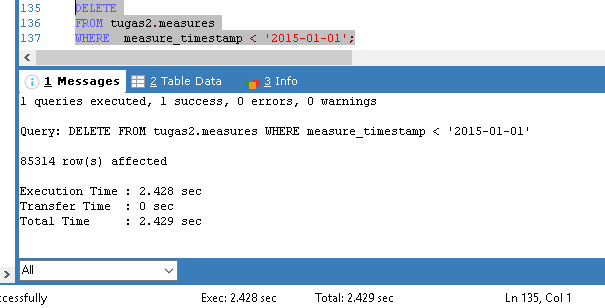 135 DELETE
136 FROM tugas2.measures
137 WHERE measure_timestamp < '2015-01-01';
1 Messages 2 Table Data 3 Info
1 queries executed, 1 success, 0 errors, 0 warnings
Query: DELETE FROM tugas2.measures WHERE measure_timestamp < '2015-01-01'
85314 row(s) affected
Execution Time : 2.428 sec
Transfer Time : 0 sec
Total Time : 2.429 sec
All
ccessfully Exec: 2.428 sec Total: 2.429 sec Ln 135, Col 1